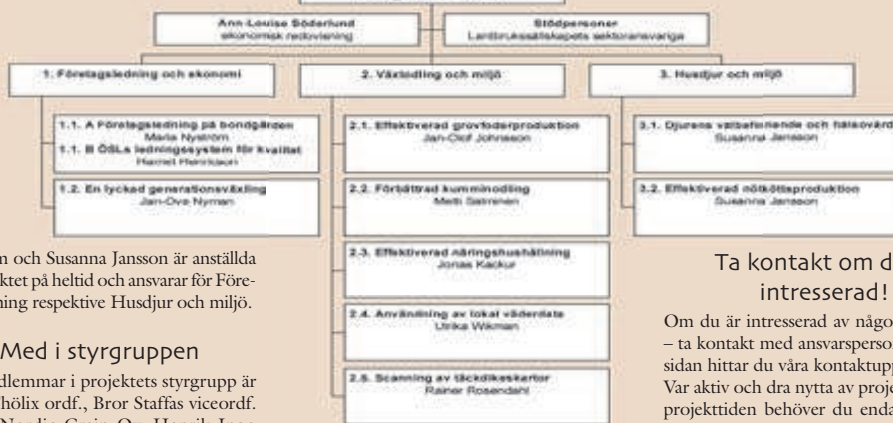 Ann-Louise Söderlund
ekonomisk redovisning
Stödpersoner
Lantbrukssällskapets sektoransvariga
1. Företagsledning och ekonomi
2. Växtodling och miljö
3. Husdjur och miljö
1.1. A Företagsledning på bondgården
Maria Nyström
1.1. B ÖSLs ledningssystem för kvalitet
Harriet Henriksson
1.2. En lyckad generationsväxling
Jan-Ove Nyman
2.1. Effektiverad grovfoderproduktion
Jan-Olof Johnsson
2.2. Förbättrad kumminodling
Matti Salminen
2.3. Effektiverad näringshushållning
Jonas Kackur
2.4. Användning av lokal väderdata
Ulrika Wikman
2.5. Scanning av täckdikeskartor
Rainer Rosendahl
3.1. Djurens välbefinnande och hälsovård
Susanna Jansson
3.2. Effektiverad nötköttsproduktion
Susanna Jansson
m och Susanna Jansson är anställda
ktet på heltid och ansvarar för Före-
ning respektive Husdjur och miljö.
Med i styrgruppen
dlemmar i projektets styrgrupp är
hölix ordf., Bror Staffas viceordf.
Ta kontakt om d
intresserad!
Om du är intresserad av någo
– ta kontakt med ansvarsperso
sidan hittar du våra kontaktupp
Var aktiv och dra nytta av proje
projekttiden behöver du enda